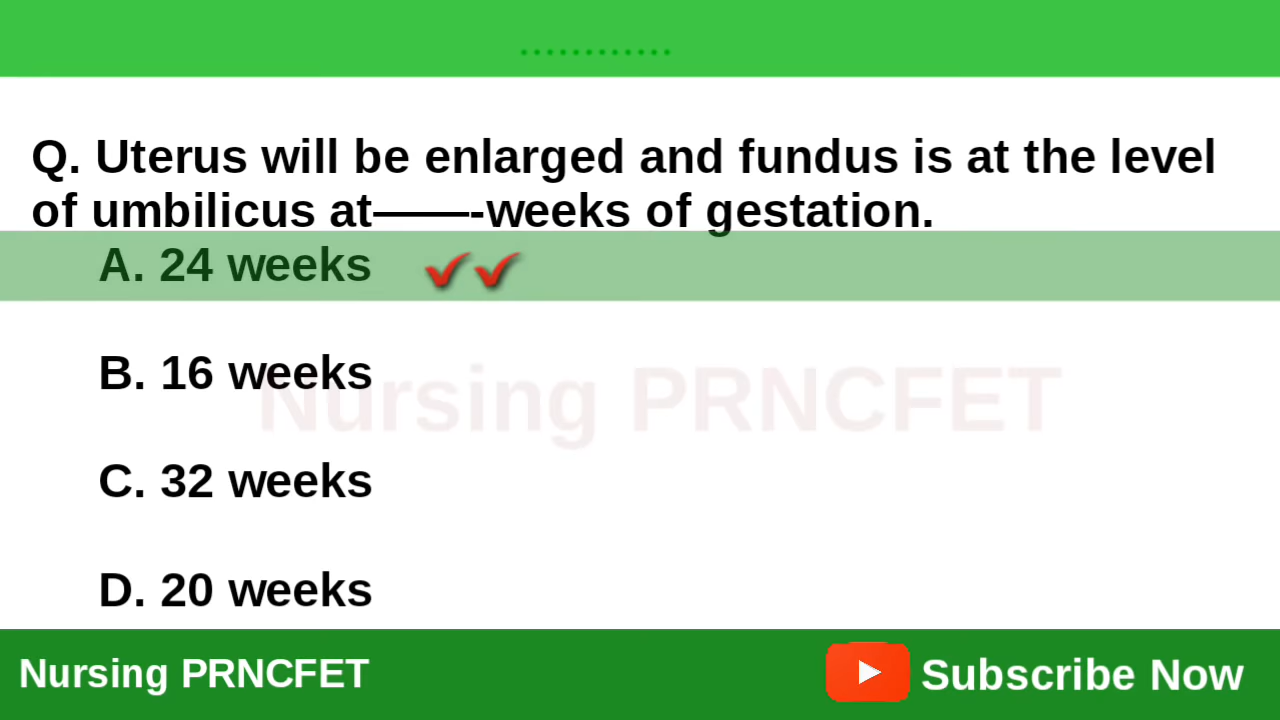 Q. Uterus will be enlarged and fundus is at the level
of umbilicus at——-weeks of gestation.
A. 24 weeks
B. 16 weeks
Nursing PRNCFET
C. 32 weeks
D. 20 weeks
Nursing PRNCFET
Subscribe Now